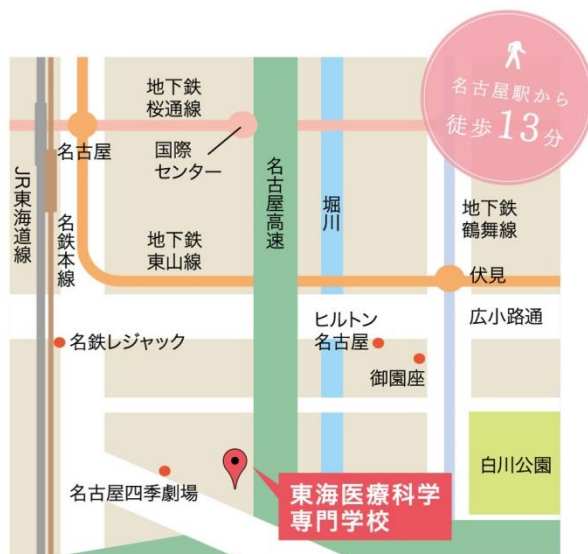 名古屋駅から
徒歩13分
地下鉄
桜通線
名古屋
国際
センター
JR東海道線
名鉄本線
地下鉄
東山線
名古屋高速
堀川
地下鉄
鶴舞線
伏見
広小路通
名鉄レジャック
ヒルトン
名古屋
御園座
名古屋四季劇場
東海医療科学
専門学校
白川公園